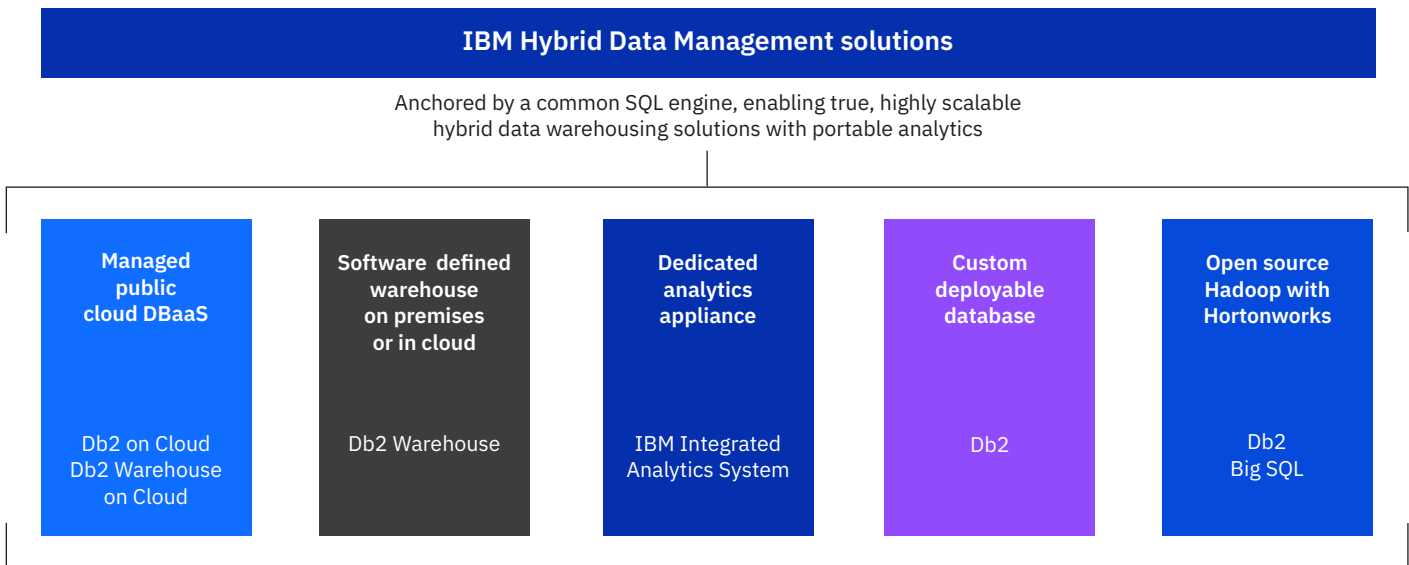 IBM Hybrid Data Management solutions
Anchored by a common SQL engine, enabling true, highly scalable
hybrid data warehousing solutions with portable analytics
Managed
public
cloud DBaaS
Db2 on Cloud
Db2 Warehouse
on Cloud
Software defined
warehouse
on premises
or in cloud
Db2 Warehouse
Dedicated
analytics
appliance
IBM Integrated
Analytics System
Custom
deployable
database
Db2
Open source
Hadoop with
Hortonworks
Db2
Big SQL